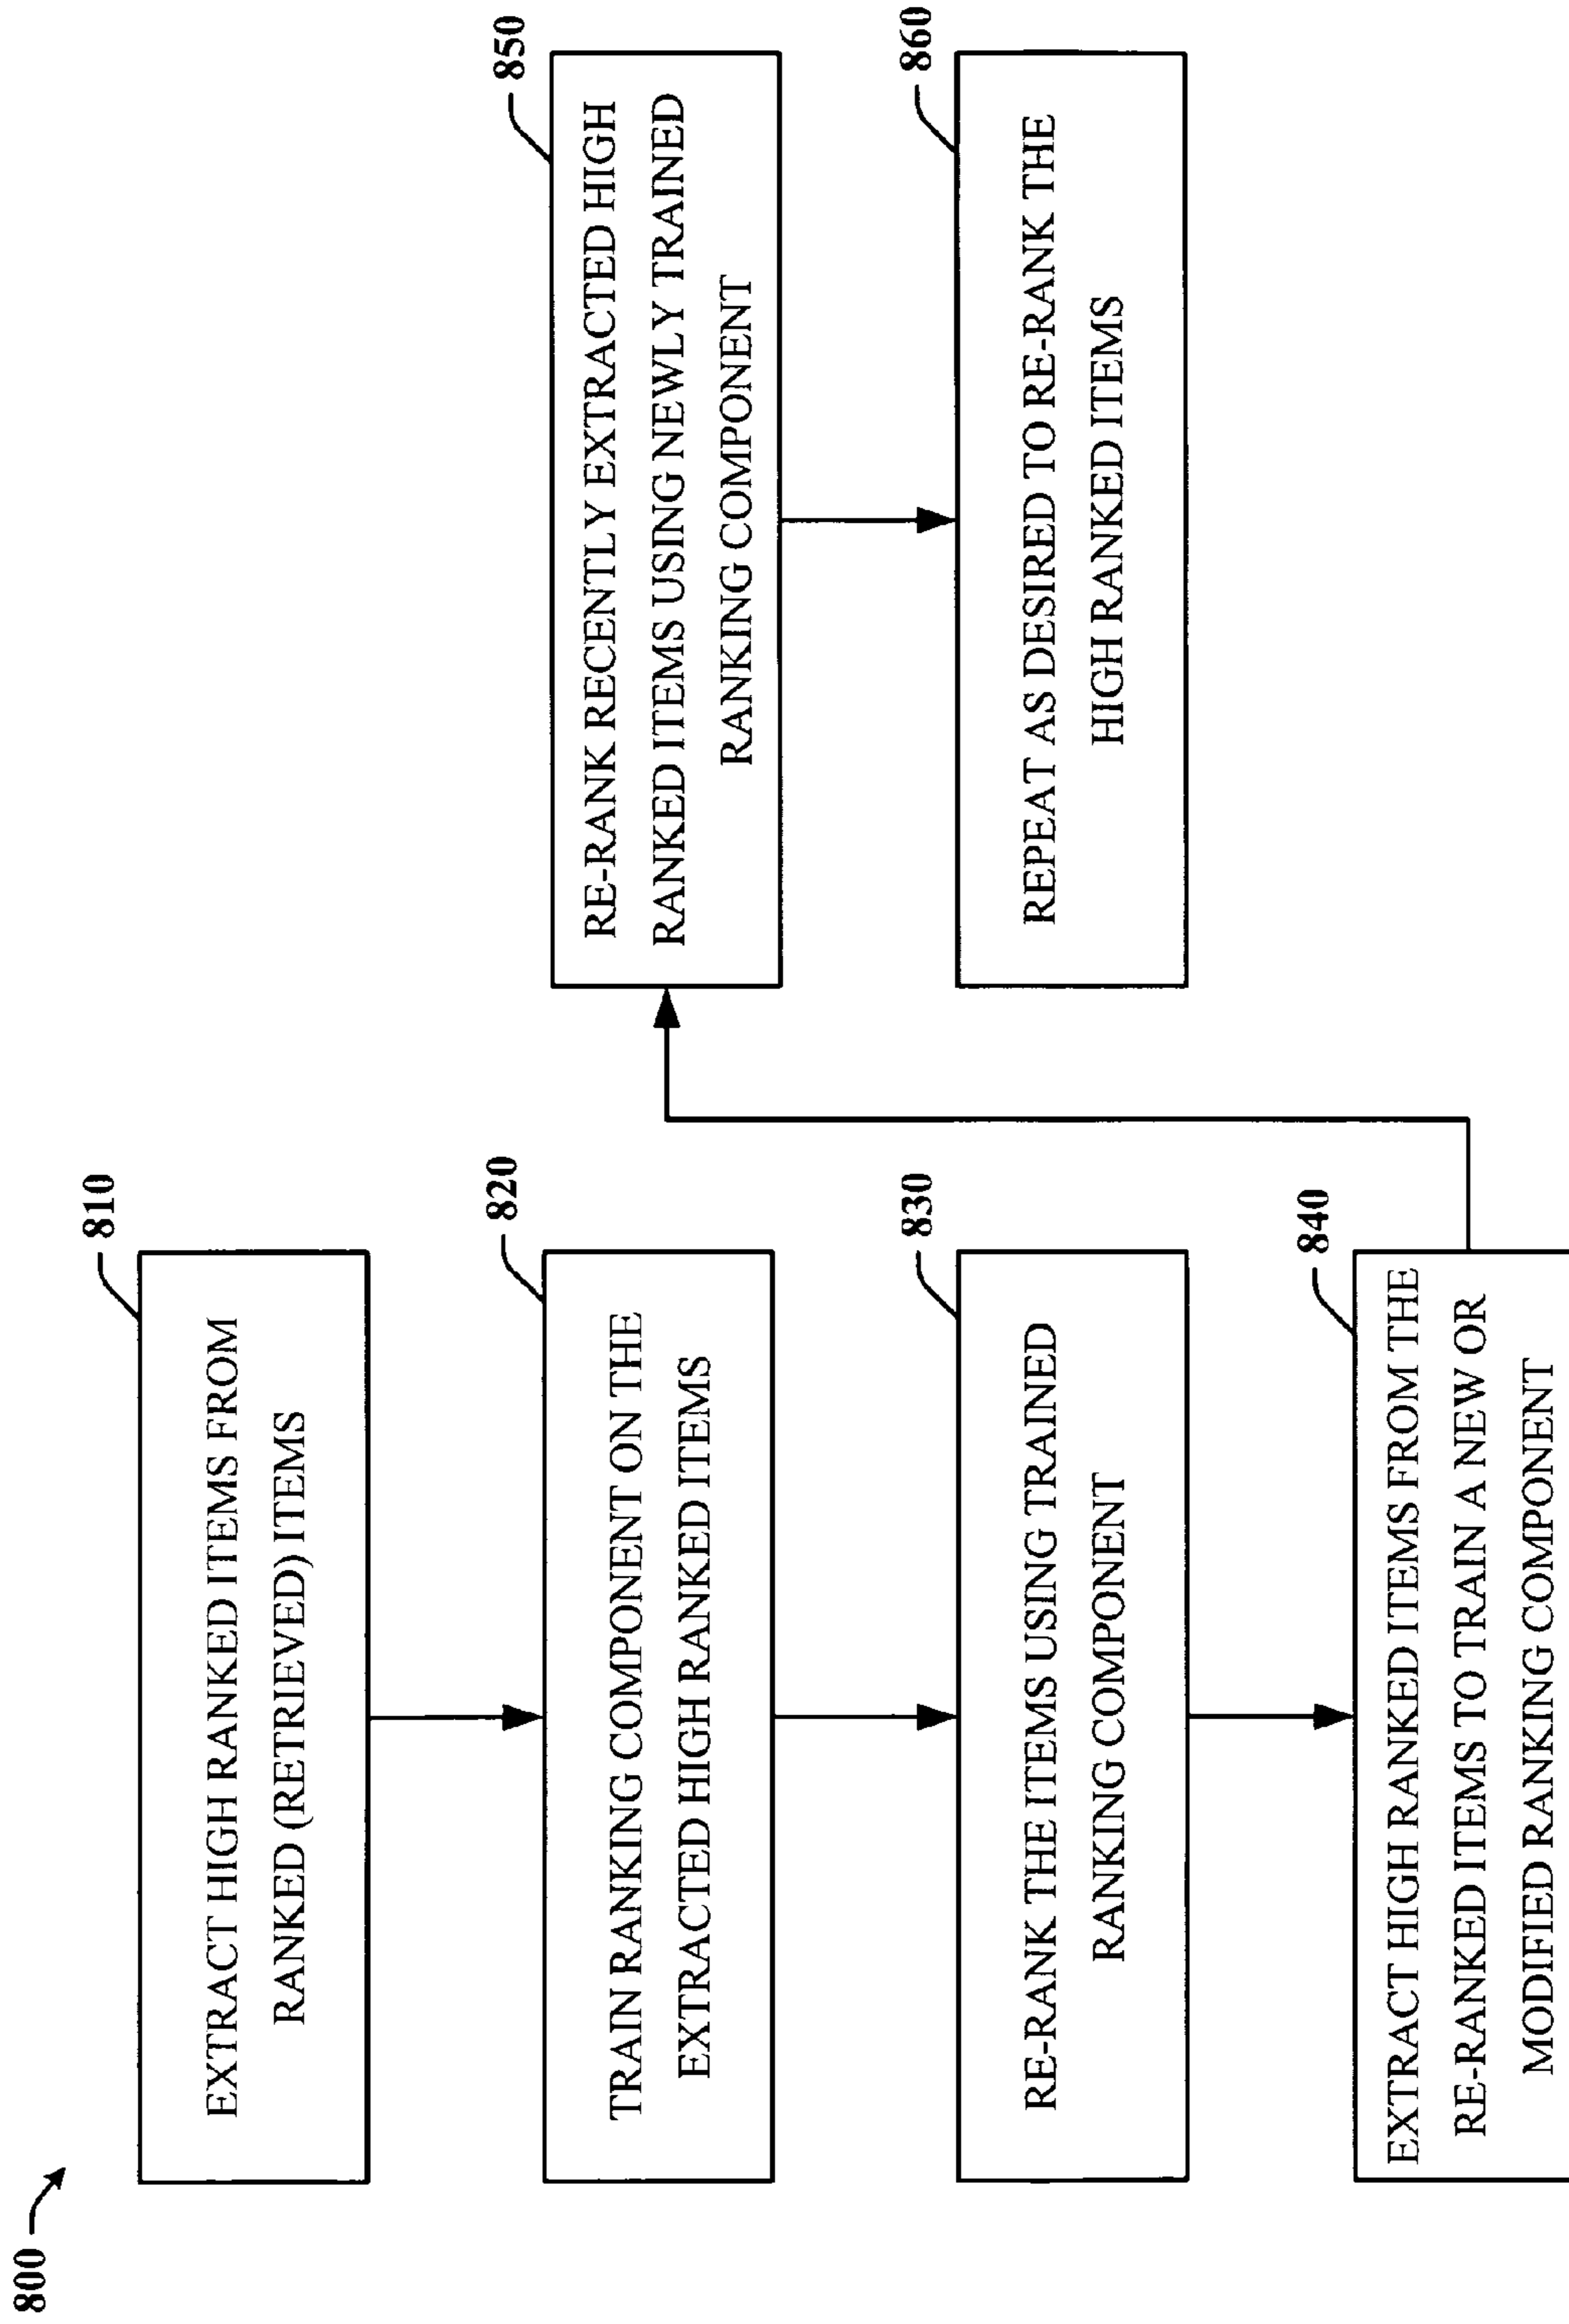 800
810
EXTRACT HIGH RANKED ITEMS FROM
RANKED (RETRIEVED) ITEMS
820
TRAIN RANKING COMPONENT ON THE
EXTRACTED HIGH RANKED ITEMS
830
RE-RANK THE ITEMS USING TRAINED
RANKING COMPONENT
840
EXTRACT HIGH RANKED ITEMS FROM THE
RE-RANKED ITEMS TO TRAIN A NEW OR
MODIFIED RANKING COMPONENT
850
RE-RANK RECENTLY EXTRACTED HIGH
RANKED ITEMS USING NEWLY TRAINED
RANKING COMPONENT
860
REPEAT AS DESIRED TO RE-RANK THE
HIGH RANKED ITEMS